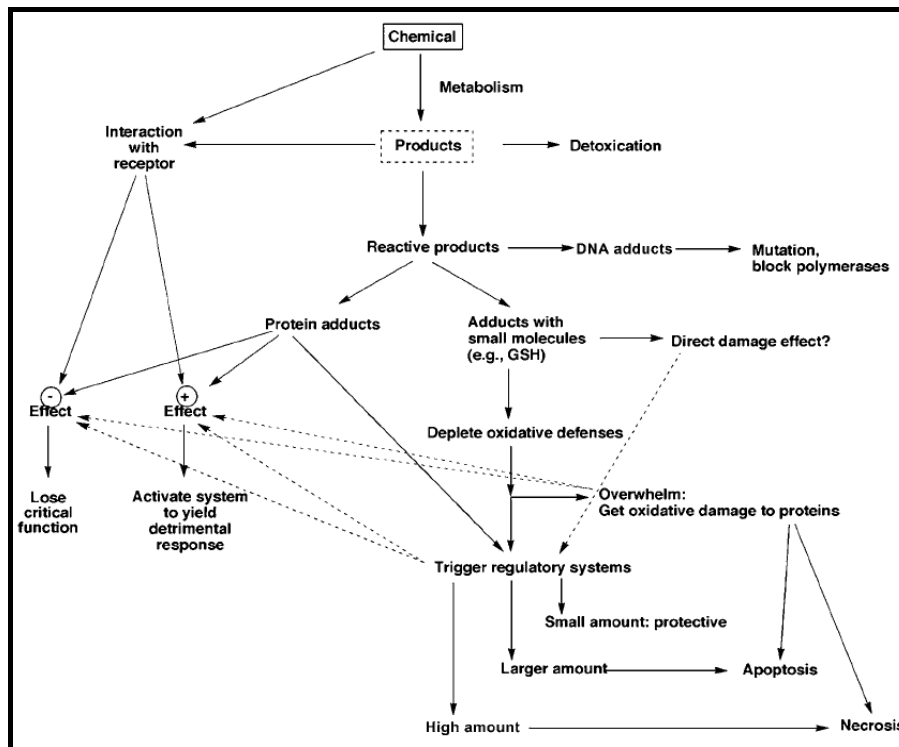 Chemical
Metabolism
Interaction
with
receptor
Products
Detoxication
Reactive products
DNA adducts
Mutation,
block polymerases
Protein adducts
Adducts with
small molecules
(e.g., GSH)
Direct damage effect?
-
Effect
+
Effect
Deplete oxidative defenses
Lose
critical
function
Activate system
to yield
detrimental
response
Overwhelm:
Get oxidative damage to proteins
Trigger regulatory systems
Small amount: protective
Larger amount
Apoptosis
High amount
Necrosis